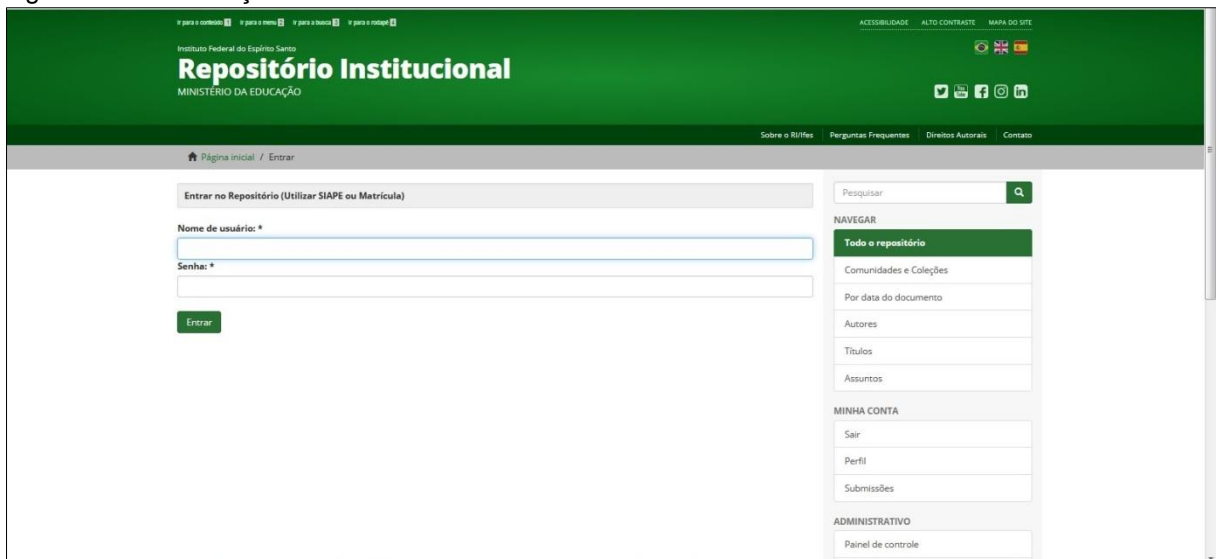 Ir para o conteúdo 1 Ir para o menu 2 Ir para a busca 3 Ir para o rodapé 4
ACESSIBILIDADE ALTO CONTRASTE MAPA DO SITE
Instituto Federal do Espírito Santo
Repositório Institucional
MINISTÉRIO DA EDUCAÇÃO
Sobre o RI/Ifes Perguntas Frequentes Direitos Autorais Contato
Página inicial / Entrar
Entrar no Repositório (Utilizar SIAPE ou Matrícula)
Nome de usuário: *
Senha: *
Entrar
Pesquisar
NAVEGAR
Todo o repositório
Comunidades e Coleções
Por data do documento
Autores
Títulos
Assuntos
MINHA CONTA
Sair
Perfil
Submissões
ADMINISTRATIVO
Painel de controle